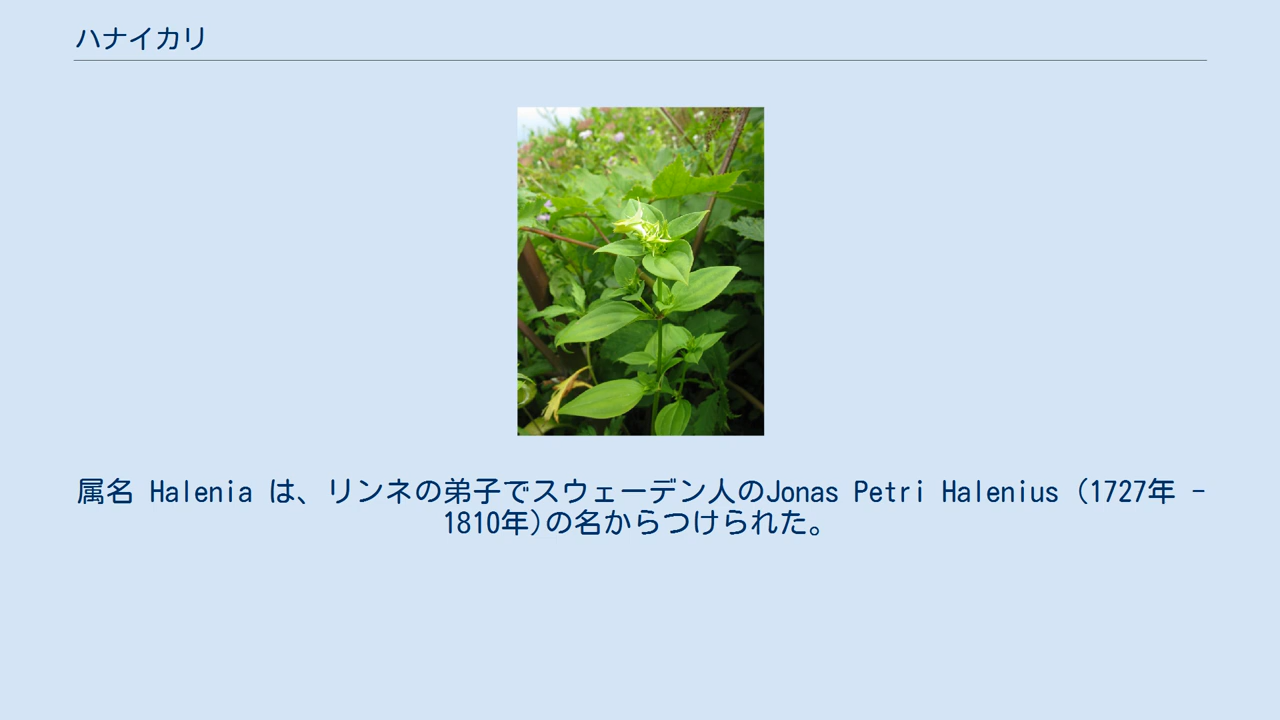 ハナイカリ
属名 Halenia は、リンネの弟子でスウェーデン人のJonas Petri Halenius (1727年 -
1810年)の名からつけられた。